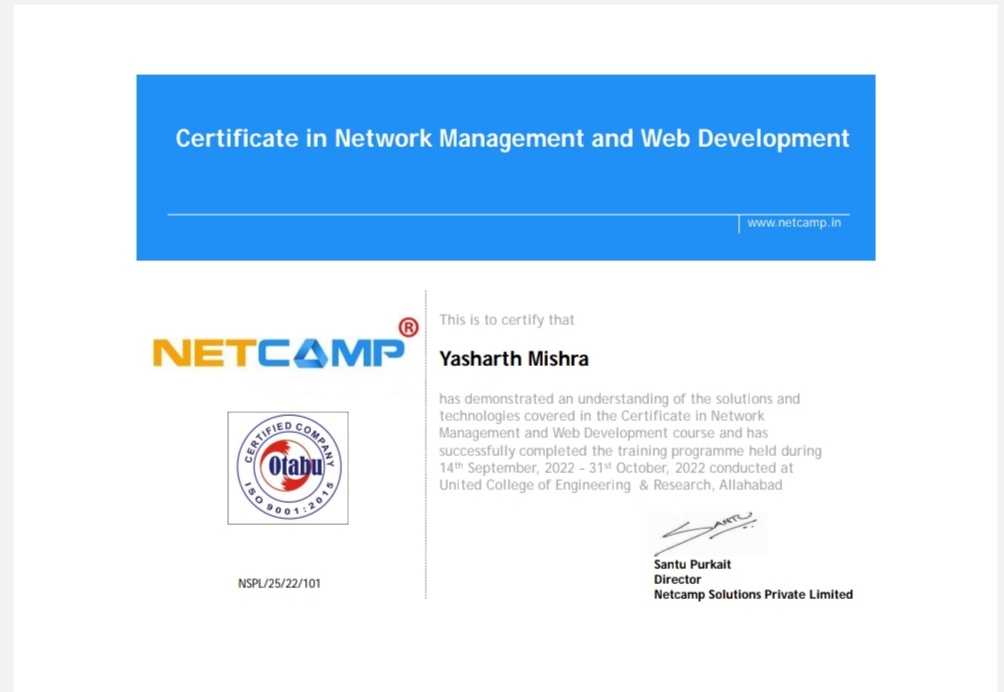 Certificate in Network Management and Web Development
www.netcamp.in
NETCAMP®
CERTIFIED COMPANY
Otabu
ISO 9001:2015
NSPL/25/22/101
This is to certify that
Yasharth Mishra
has demonstrated an understanding of the solutions and
technologies covered in the Certificate in Network
Management and Web Development course and has
successfully completed the training programme held during
14th September, 2022 - 31st October, 2022 conducted at
United College of Engineering & Research, Allahabad
SANTU
Santu Purkait
Director
Netcamp Solutions Private Limited